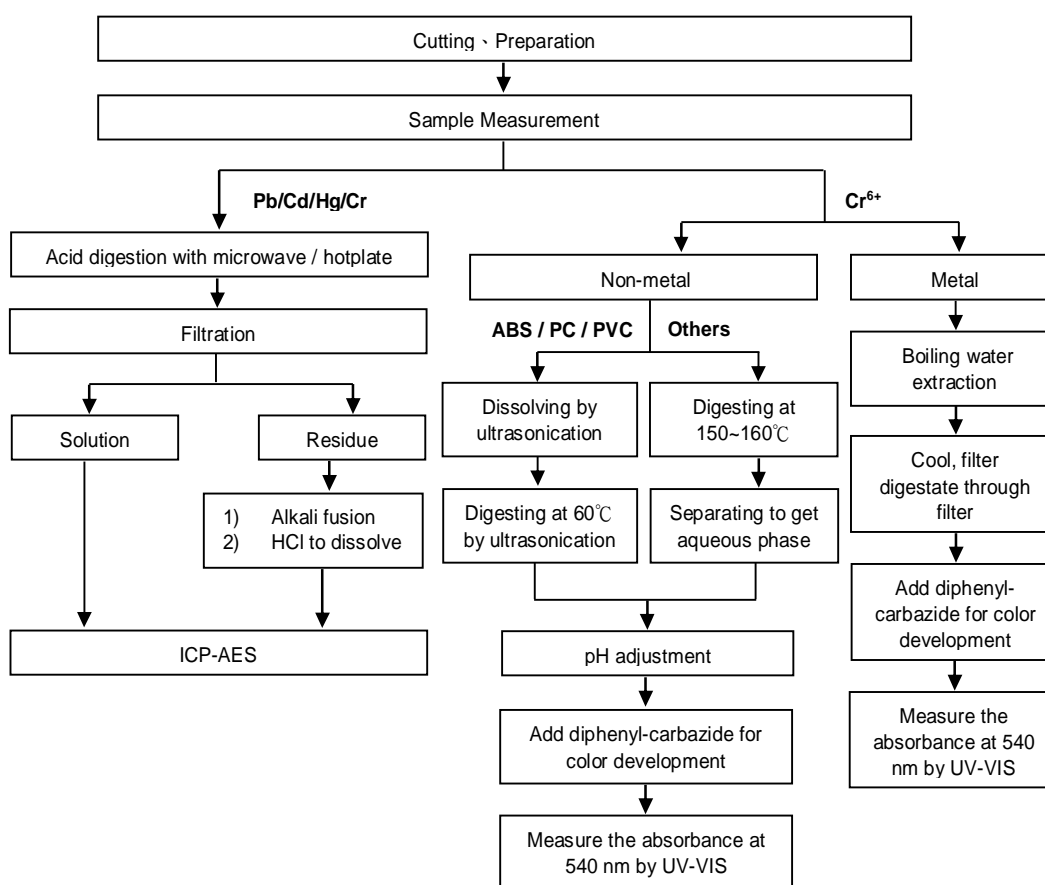 Cutting、Preparation
Sample Measurement
Pb/Cd/Hg/Cr
Cr⁶⁺
Acid digestion with microwave / hotplate
Non-metal
Metal
Filtration
ABS / PC / PVC
Others
Boiling water
extraction
Solution
Residue
Dissolving by
ultrasonication
Digesting at
150~160℃
Cool, filter
digestate through
filter
1) Alkali fusion
2) HCl to dissolve
Digesting at 60℃
by ultrasonication
Separating to get
aqueous phase
Add diphenyl-
carbazide for color
development
ICP-AES
pH adjustment
Measure the
absorbance at 540
nm by UV-VIS
Add diphenyl-carbazide for
color development
Measure the absorbance at
540 nm by UV-VIS